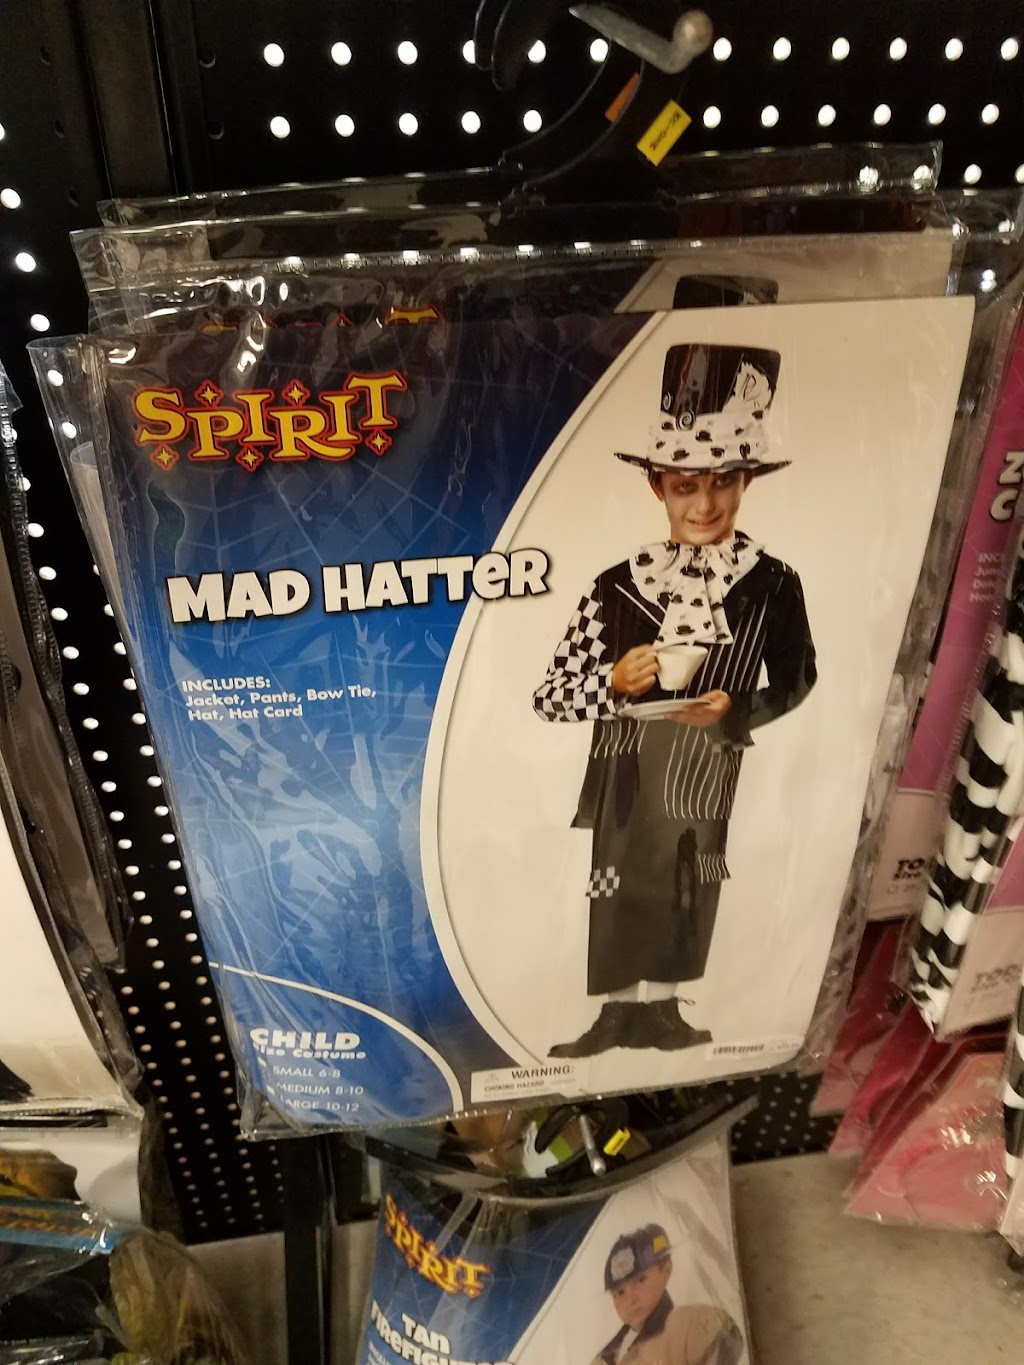 SPIRIT
MAD HATTER
INCLUDES:
Jacket, Pants, Bow Tie,
Hat, Hat Card
CHILD
Size Costume
SMALL 6-8
MEDIUM 8-10
LARGE 10-12
WARNING:
CHOKING HAZARD
SPIRIT
TAN